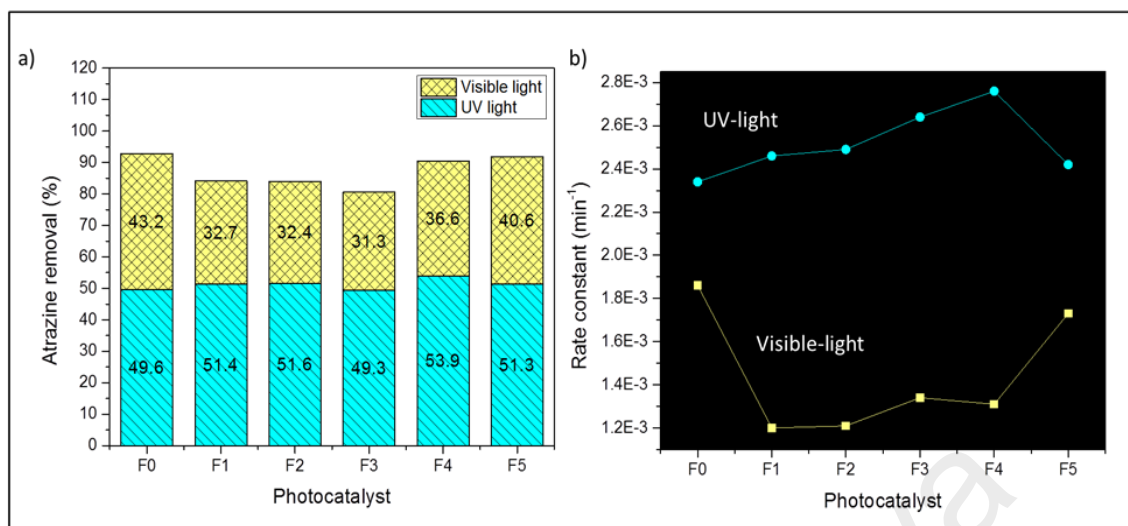 a)
Atrazine removal (%)
120
110
100
90
80
70
60
50
40
30
20
10
0
Visible light
UV light
43.2
32.7
32.4
31.3
36.6
40.6
49.6
51.4
51.6
49.3
53.9
51.3
F0 F1 F2 F3 F4 F5
Photocatalyst
b)
Rate constant (min⁻¹)
2.8E-3
2.6E-3
2.4E-3
2.2E-3
2.0E-3
1.8E-3
1.6E-3
1.4E-3
1.2E-3
UV-light
Visible-light
F0 F1 F2 F3 F4 F5
Photocatalyst